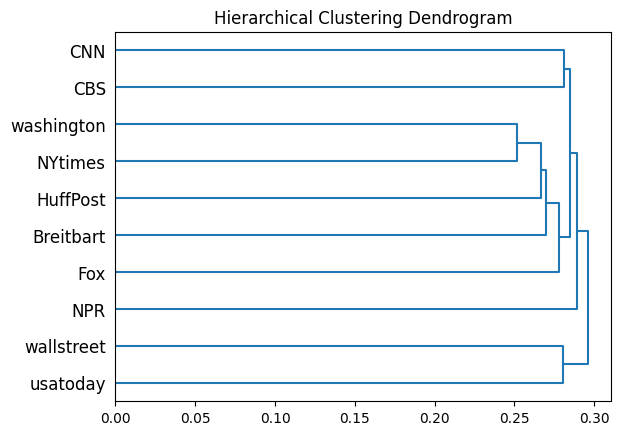 Hierarchical Clustering Dendrogram
CNN
CBS
washington
NYtimes
HuffPost
Breitbart
Fox
NPR
wallstreet
usatoday
0.00 0.05 0.10 0.15 0.20 0.25 0.30